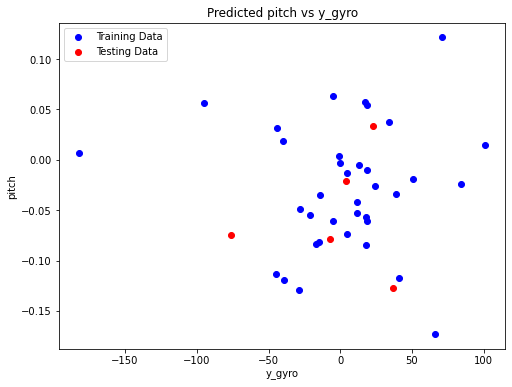 Predicted pitch vs y_gyro
Training Data
Testing Data
0.10
0.05
0.00
−0.05
−0.10
−0.15
pitch
−150
−100
−50
0
50
100
y_gyro